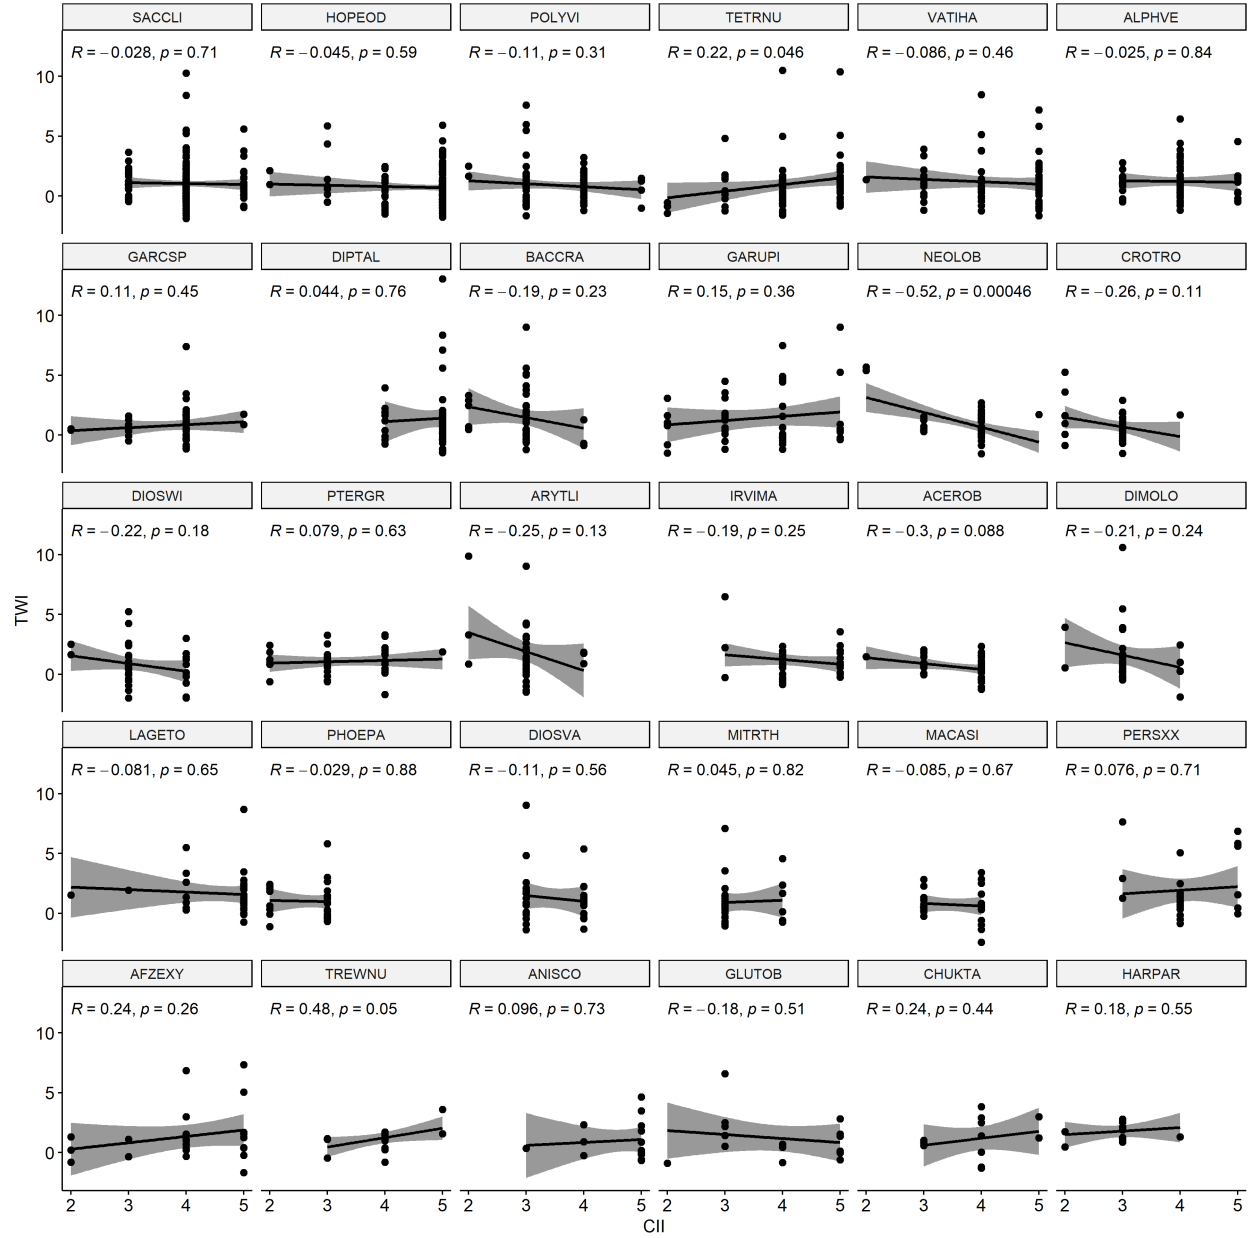 SACCLI HOPEOD POLYVI TETRNU VATIHA ALPHVE
R = −0.028, p = 0.71 R = −0.045, p = 0.59 R = −0.11, p = 0.31 R = 0.22, p = 0.046 R = −0.086, p = 0.46 R = −0.025, p = 0.84
10
5
0
GARCSP DIPTAL BACCRA GARUPI NEOLOB CROTRO
R = 0.11, p = 0.45 R = 0.044, p = 0.76 R = −0.19, p = 0.23 R = 0.15, p = 0.36 R = −0.52, p = 0.00046 R = −0.26, p = 0.11
10
5
0
DIOSWI PTERGR ARYTLI IRVIMA ACEROB DIMOLO
R = −0.22, p = 0.18 R = 0.079, p = 0.63 R = −0.25, p = 0.13 R = −0.19, p = 0.25 R = −0.3, p = 0.088 R = −0.21, p = 0.24
10
5
TWI
0
LAGETO PHOEPA DIOSVA MITRTH MACASI PERSXX
R = −0.081, p = 0.65 R = −0.029, p = 0.88 R = −0.11, p = 0.56 R = 0.045, p = 0.82 R = −0.085, p = 0.67 R = 0.076, p = 0.71
10
5
0
AFZEXY TREWNU ANISCO GLUTOB CHUKTA HARPAR
R = 0.24, p = 0.26 R = 0.48, p = 0.05 R = 0.096, p = 0.73 R = −0.18, p = 0.51 R = 0.24, p = 0.44 R = 0.18, p = 0.55
10
5
0
2 3 4 5 2 3 4 5 2 3 4 5 2 3 4 5 2 3 4 5 2 3 4 5
CII